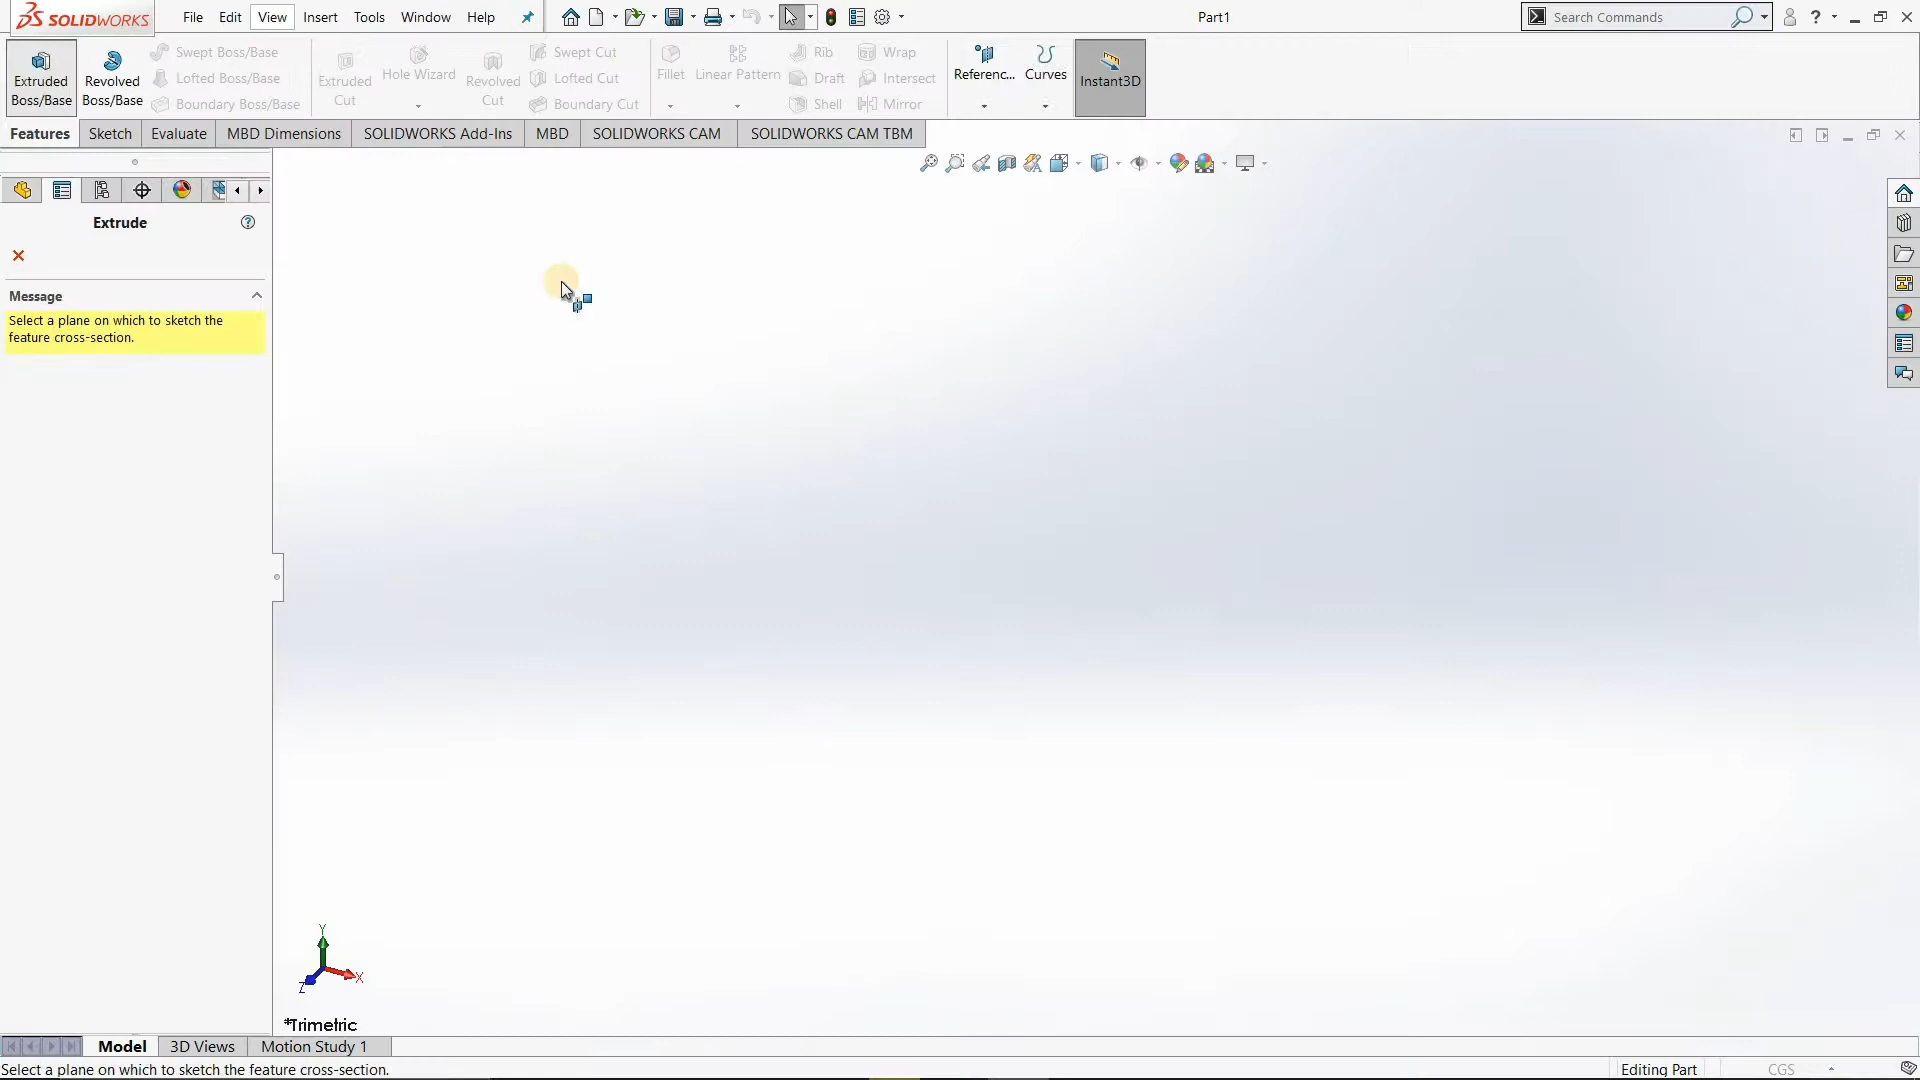 SOLIDWORKS
File Edit View Insert Tools Window Help
Part1
Search Commands
?
Extruded Boss/Base
Revolved Boss/Base
Swept Boss/Base
Lofted Boss/Base
Boundary Boss/Base
Extruded Cut
Hole Wizard
Revolved Cut
Swept Cut
Lofted Cut
Boundary Cut
Fillet
Linear Pattern
Rib
Draft
Shell
Wrap
Intersect
Mirror
Referenc...
Curves
Instant3D
Features Sketch Evaluate MBD Dimensions SOLIDWORKS Add-Ins MBD SOLIDWORKS CAM SOLIDWORKS CAM TBM
Extrude
?
Message
Select a plane on which to sketch the
feature cross-section.
Y
X
Z
*Trimetric
Model 3D Views Motion Study 1
Select a plane on which to sketch the feature cross-section.
Editing Part
CGS